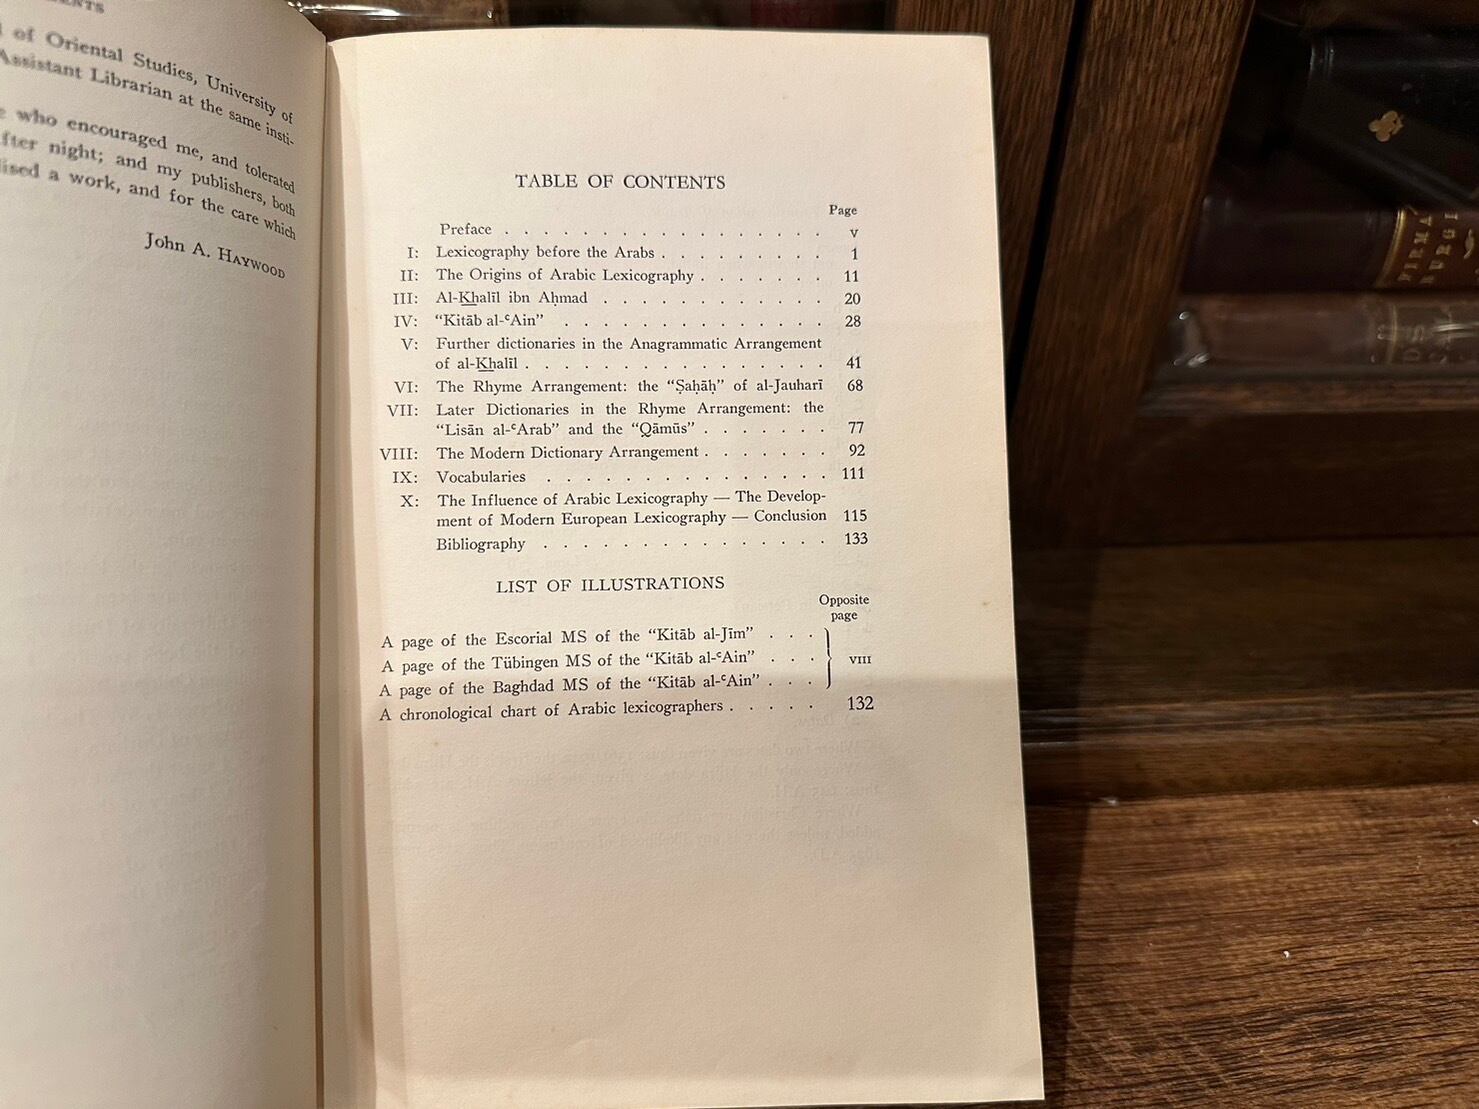 of Oriental Studies, University of
Assistant Librarian at the same insti-
who encouraged me, and tolerated
after night; and my publishers, both
a work, and for the care which
John A. Haywood
TABLE OF CONTENTS
Page
Preface . . . . . . . . . . . . . . . . v
I: Lexicography before the Arabs . . . . . . . . . 1
II: The Origins of Arabic Lexicography . . . . . . . 11
III: Al-Khalīl ibn Aḥmad . . . . . . . . . . . . 20
IV: "Kitāb al-ʿAin" . . . . . . . . . . . . . . 28
V: Further dictionaries in the Anagrammatic Arrangement
of al-Khalīl . . . . . . . . . . . . . . . . 41
VI: The Rhyme Arrangement: the "Ṣaḥāḥ" of al-Jauharī 68
VII: Later Dictionaries in the Rhyme Arrangement: the
"Lisān al-ʿArab" and the "Qāmūs" . . . . . . . 77
VIII: The Modern Dictionary Arrangement . . . . . . . 92
IX: Vocabularies . . . . . . . . . . . . . . . 111
X: The Influence of Arabic Lexicography — The Develop-
ment of Modern European Lexicography — Conclusion 115
Bibliography . . . . . . . . . . . . . . . 133
LIST OF ILLUSTRATIONS
Opposite
page
A page of the Escorial MS of the "Kitāb al-Jīm" . . .
A page of the Tübingen MS of the "Kitāb al-ʿAin" . . . VIII
A page of the Baghdad MS of the "Kitāb al-ʿAin" . . .
A chronological chart of Arabic lexicographers . . . . . 132